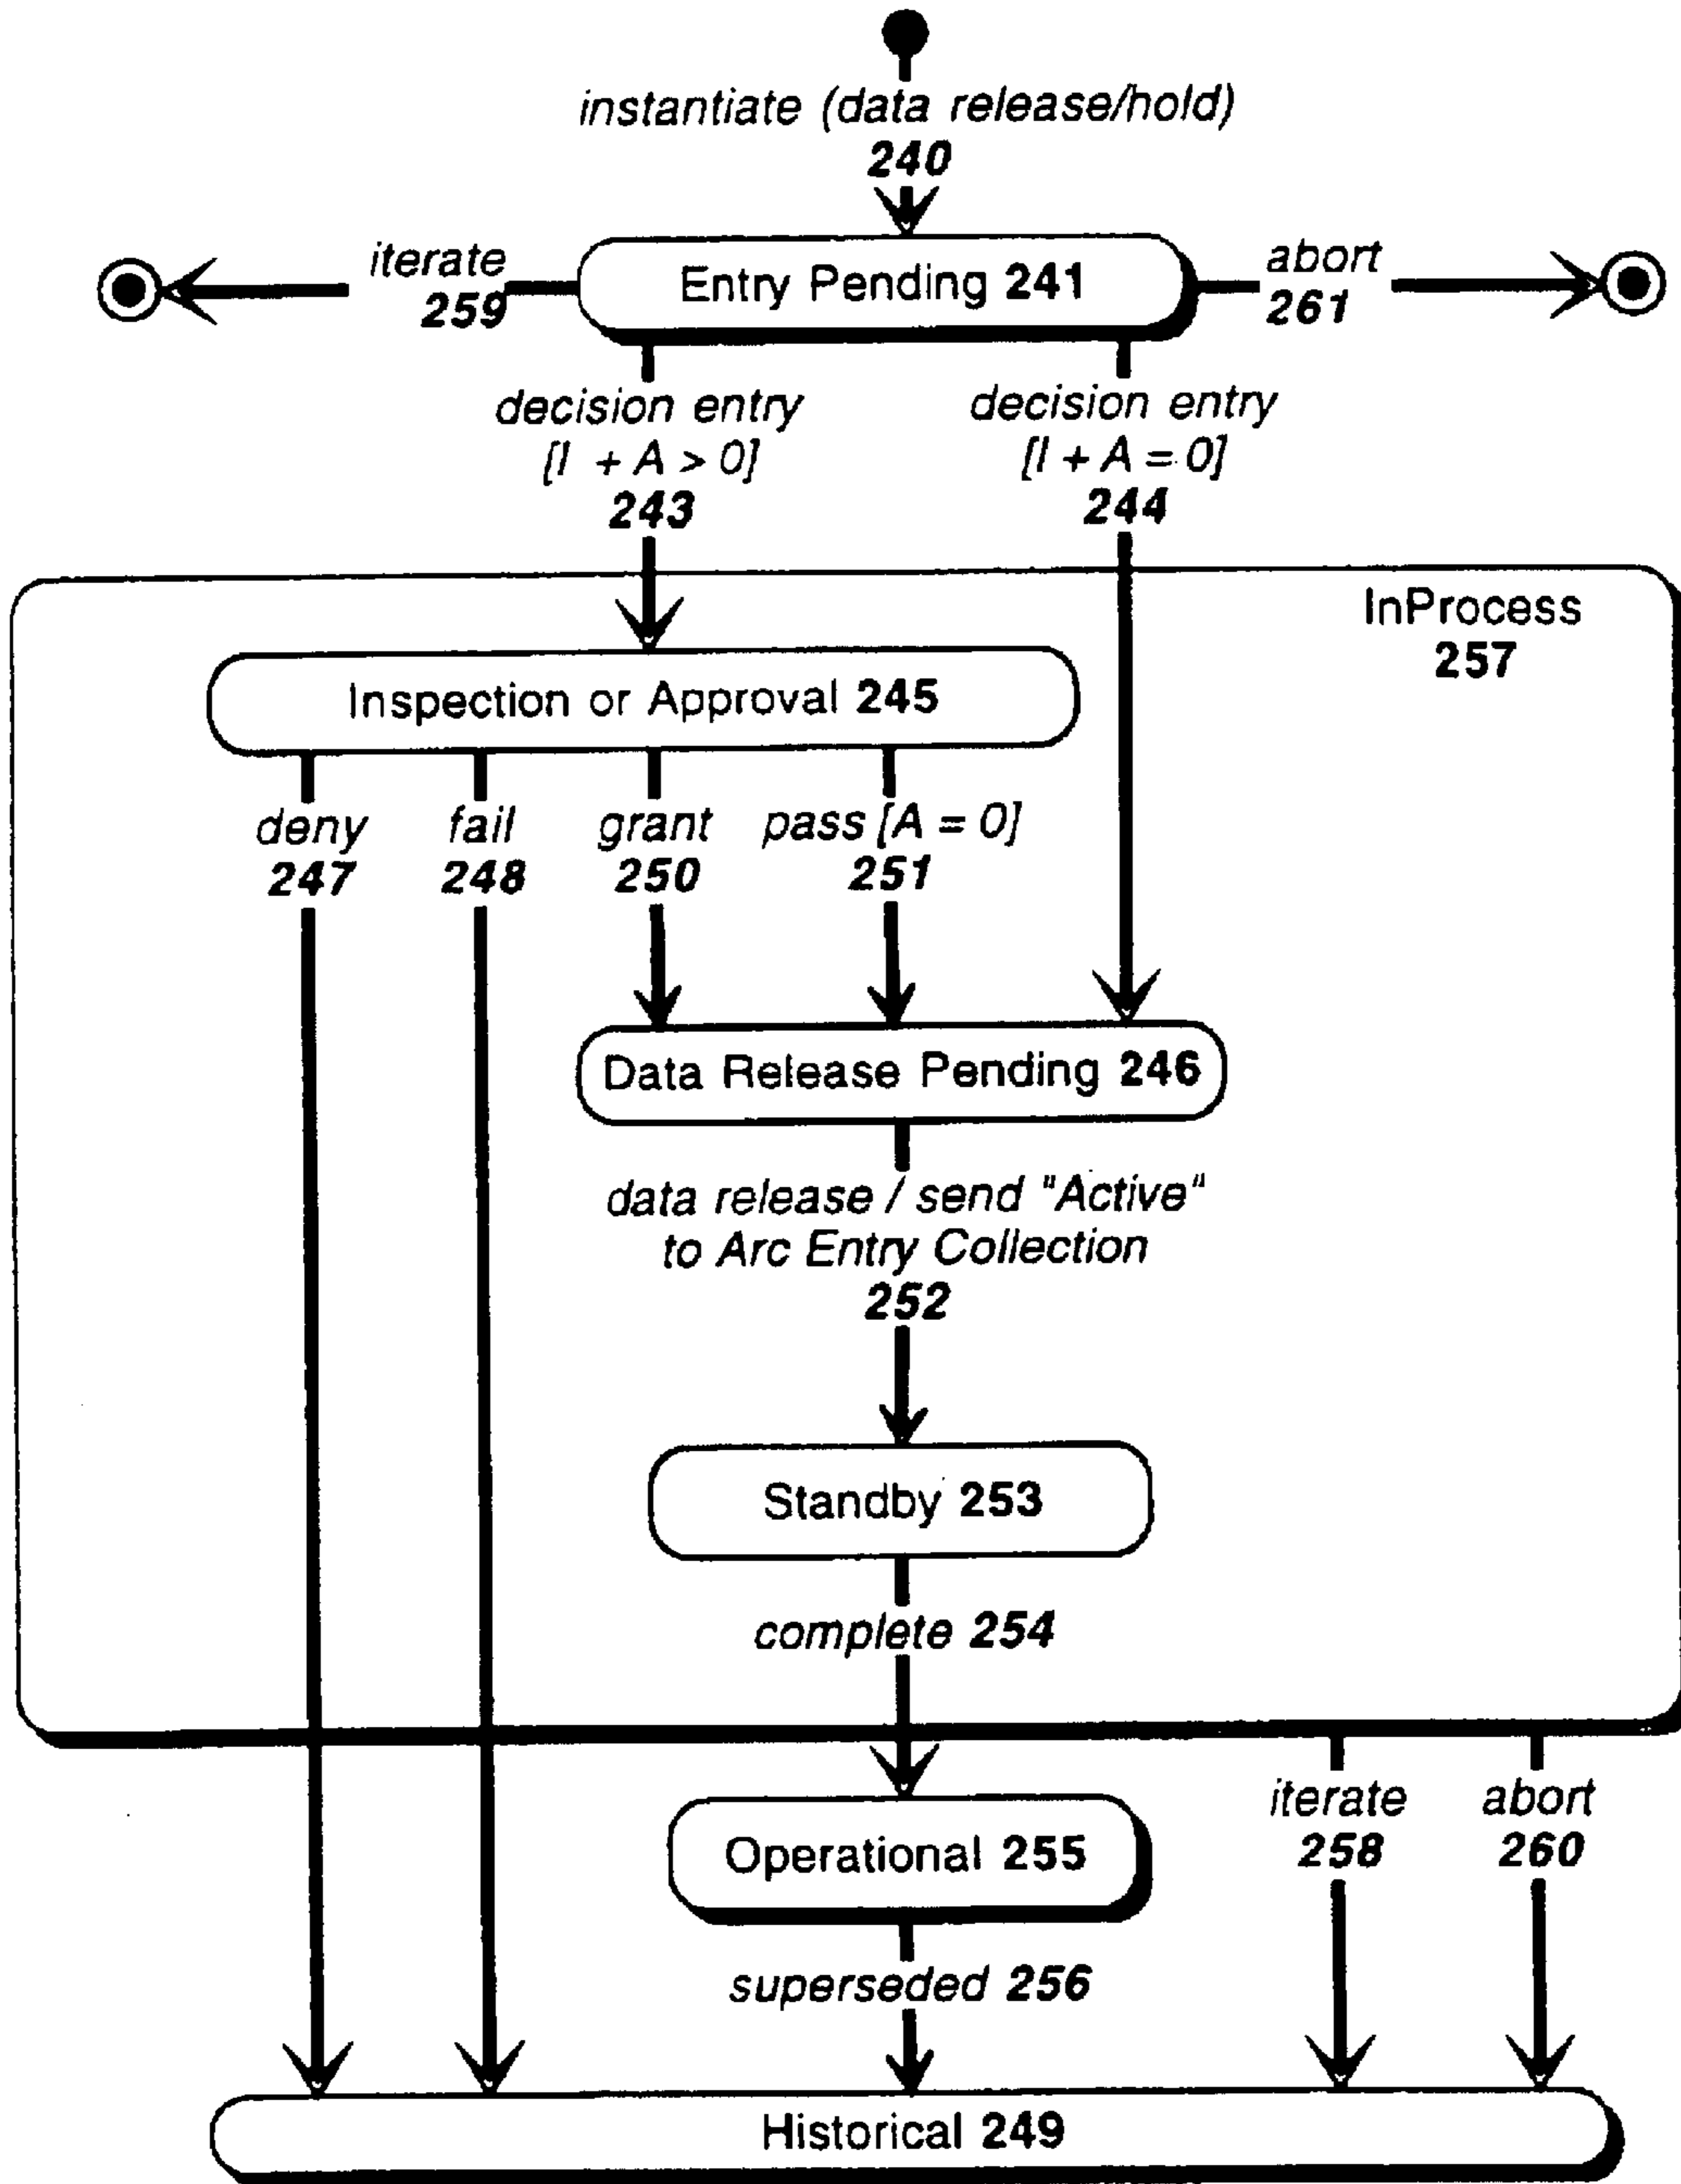 instantiate (data release/hold)
240
iterate
259
Entry Pending 241
abort
261
decision entry
[I + A > 0]
243
decision entry
[I + A = 0]
244
InProcess
257
Inspection or Approval 245
deny
247
fail
248
grant
250
pass [A = 0]
251
Data Release Pending 246
data release / send "Active"
to Arc Entry Collection
252
Standby 253
complete 254
Operational 255
iterate
258
abort
260
superseded 256
Historical 249